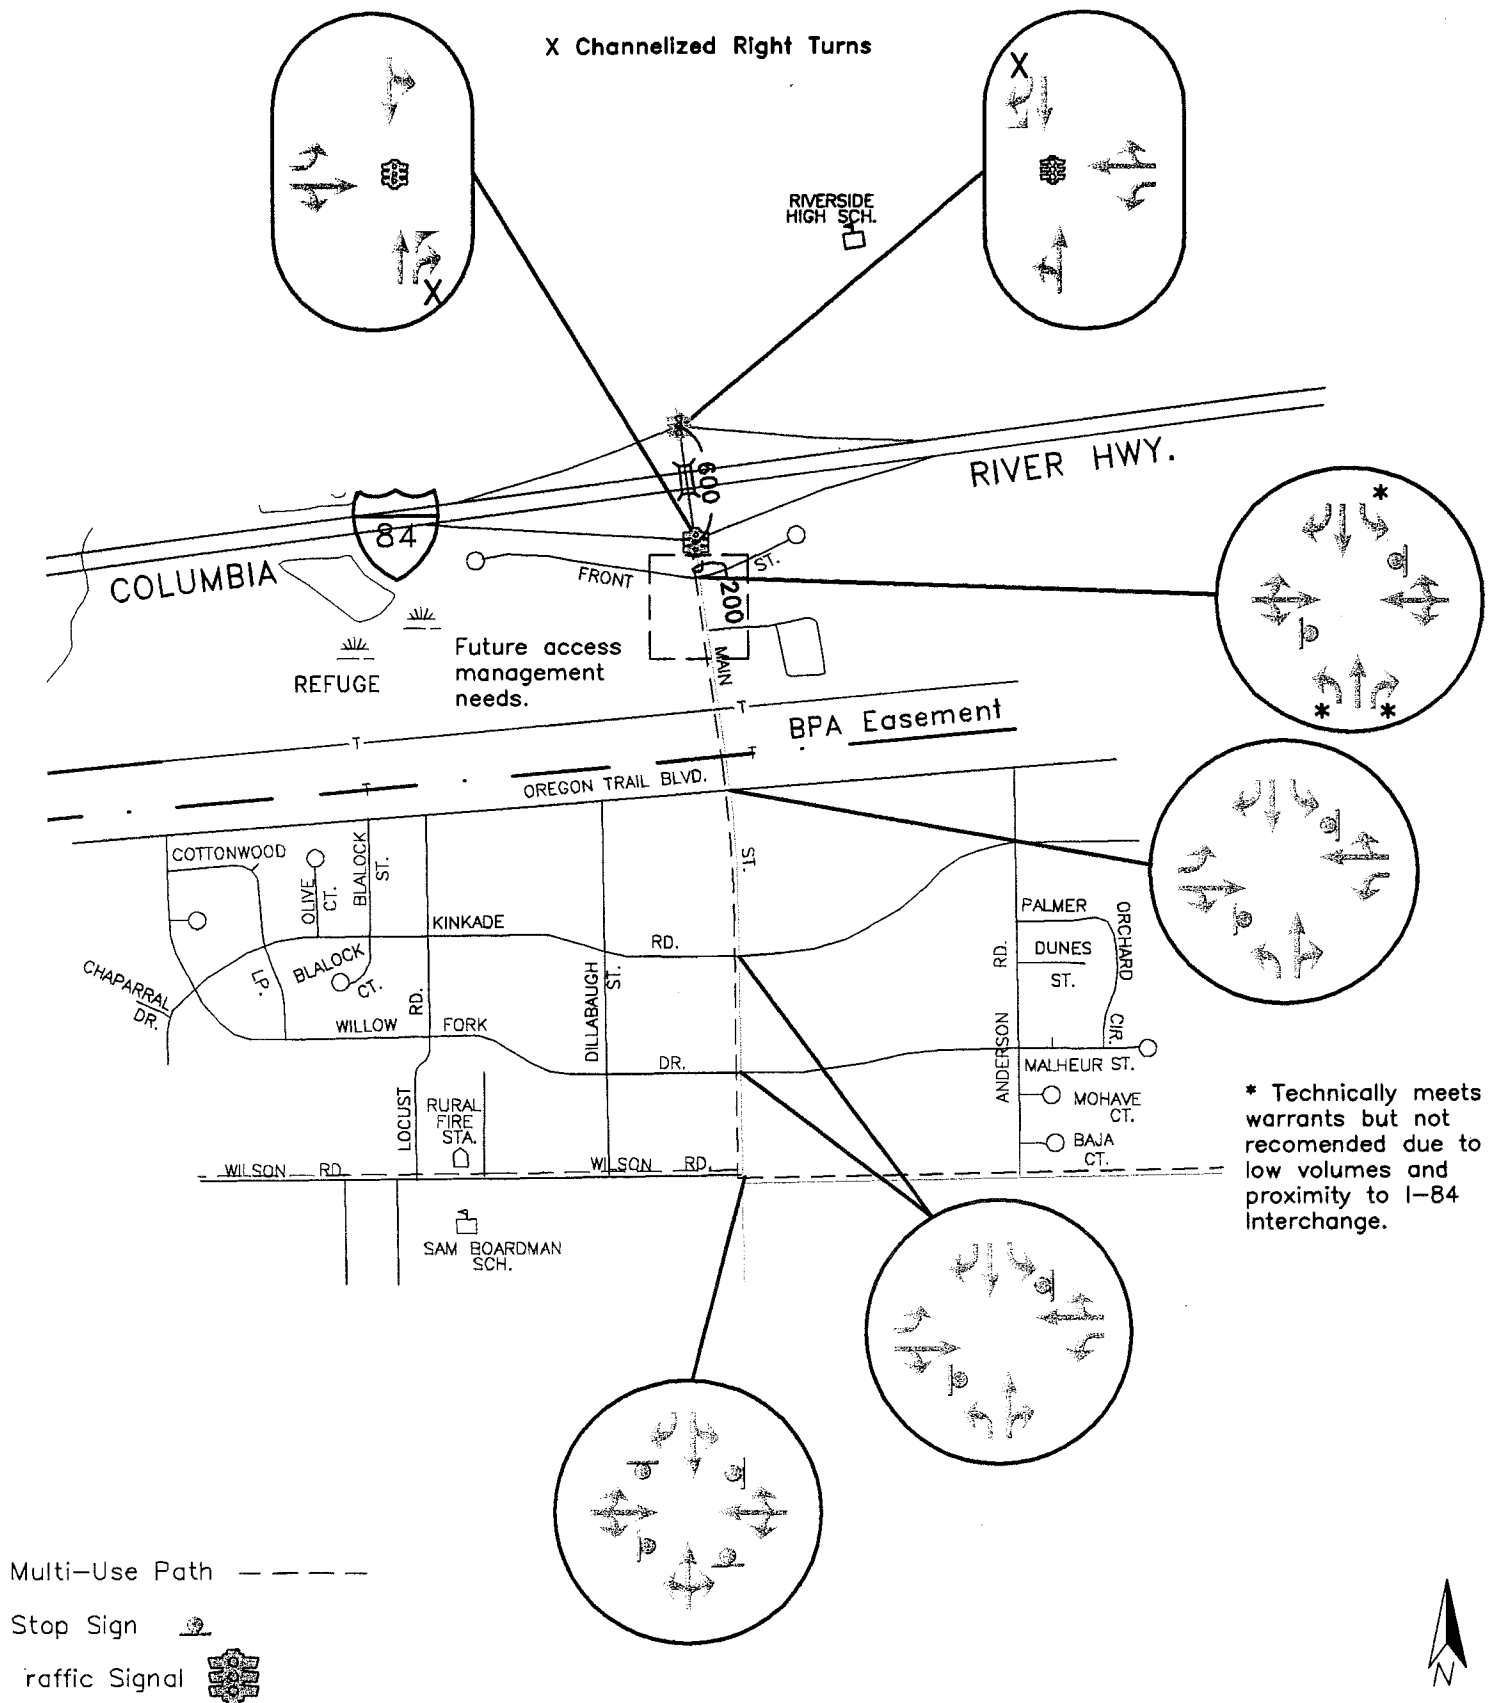 X Channelized Right Turns
X
X
RIVERSIDE
HIGH SCH.
600
RIVER HWY.
84
COLUMBIA
FRONT
ST.
200
*
*
*
MAIN
REFUGE
Future access
management
needs.
T
T
BPA Easement
T
T
OREGON TRAIL BLVD.
ST.
COTTONWOOD
OLIVE
CT.
BLALOCK
ST.
KINKADE
RD.
CHAPARRAL
DR.
LP.
BLALOCK
CT.
RD.
DILLABAUGH
ST.
WILLOW
FORK
DR.
PALMER
ORCHARD
CIR.
RD.
DUNES
ST.
ANDERSON
MALHEUR ST.
MOHAVE
CT.
BAJA
CT.
LOCUST
RURAL
FIRE
STA.
WILSON RD.
WILSON RD.
SAM BOARDMAN
SCH.
* Technically meets
warrants but not
recomended due to
low volumes and
proximity to I-84
Interchange.
Multi-Use Path
Stop Sign
raffic Signal
N